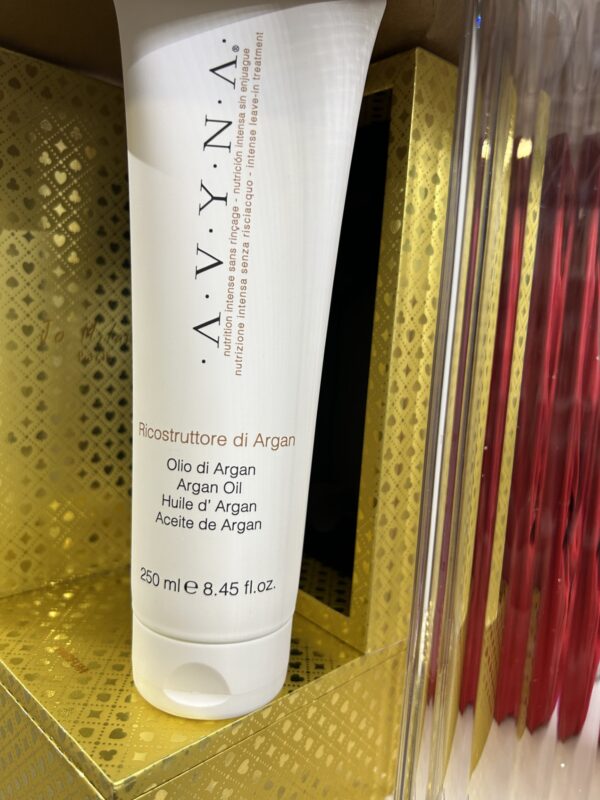 ·A·V·Y·N·A·®
nutrition intense sans rinçage - nutrición intensa sin enjuague
nutrizione intensa senza risciacquo - intense leave-in treatment
Ricostruttore di Argan
Olio di Argan
Argan Oil
Huile d' Argan
Aceite de Argan
250 ml e 8.45 fl.oz.